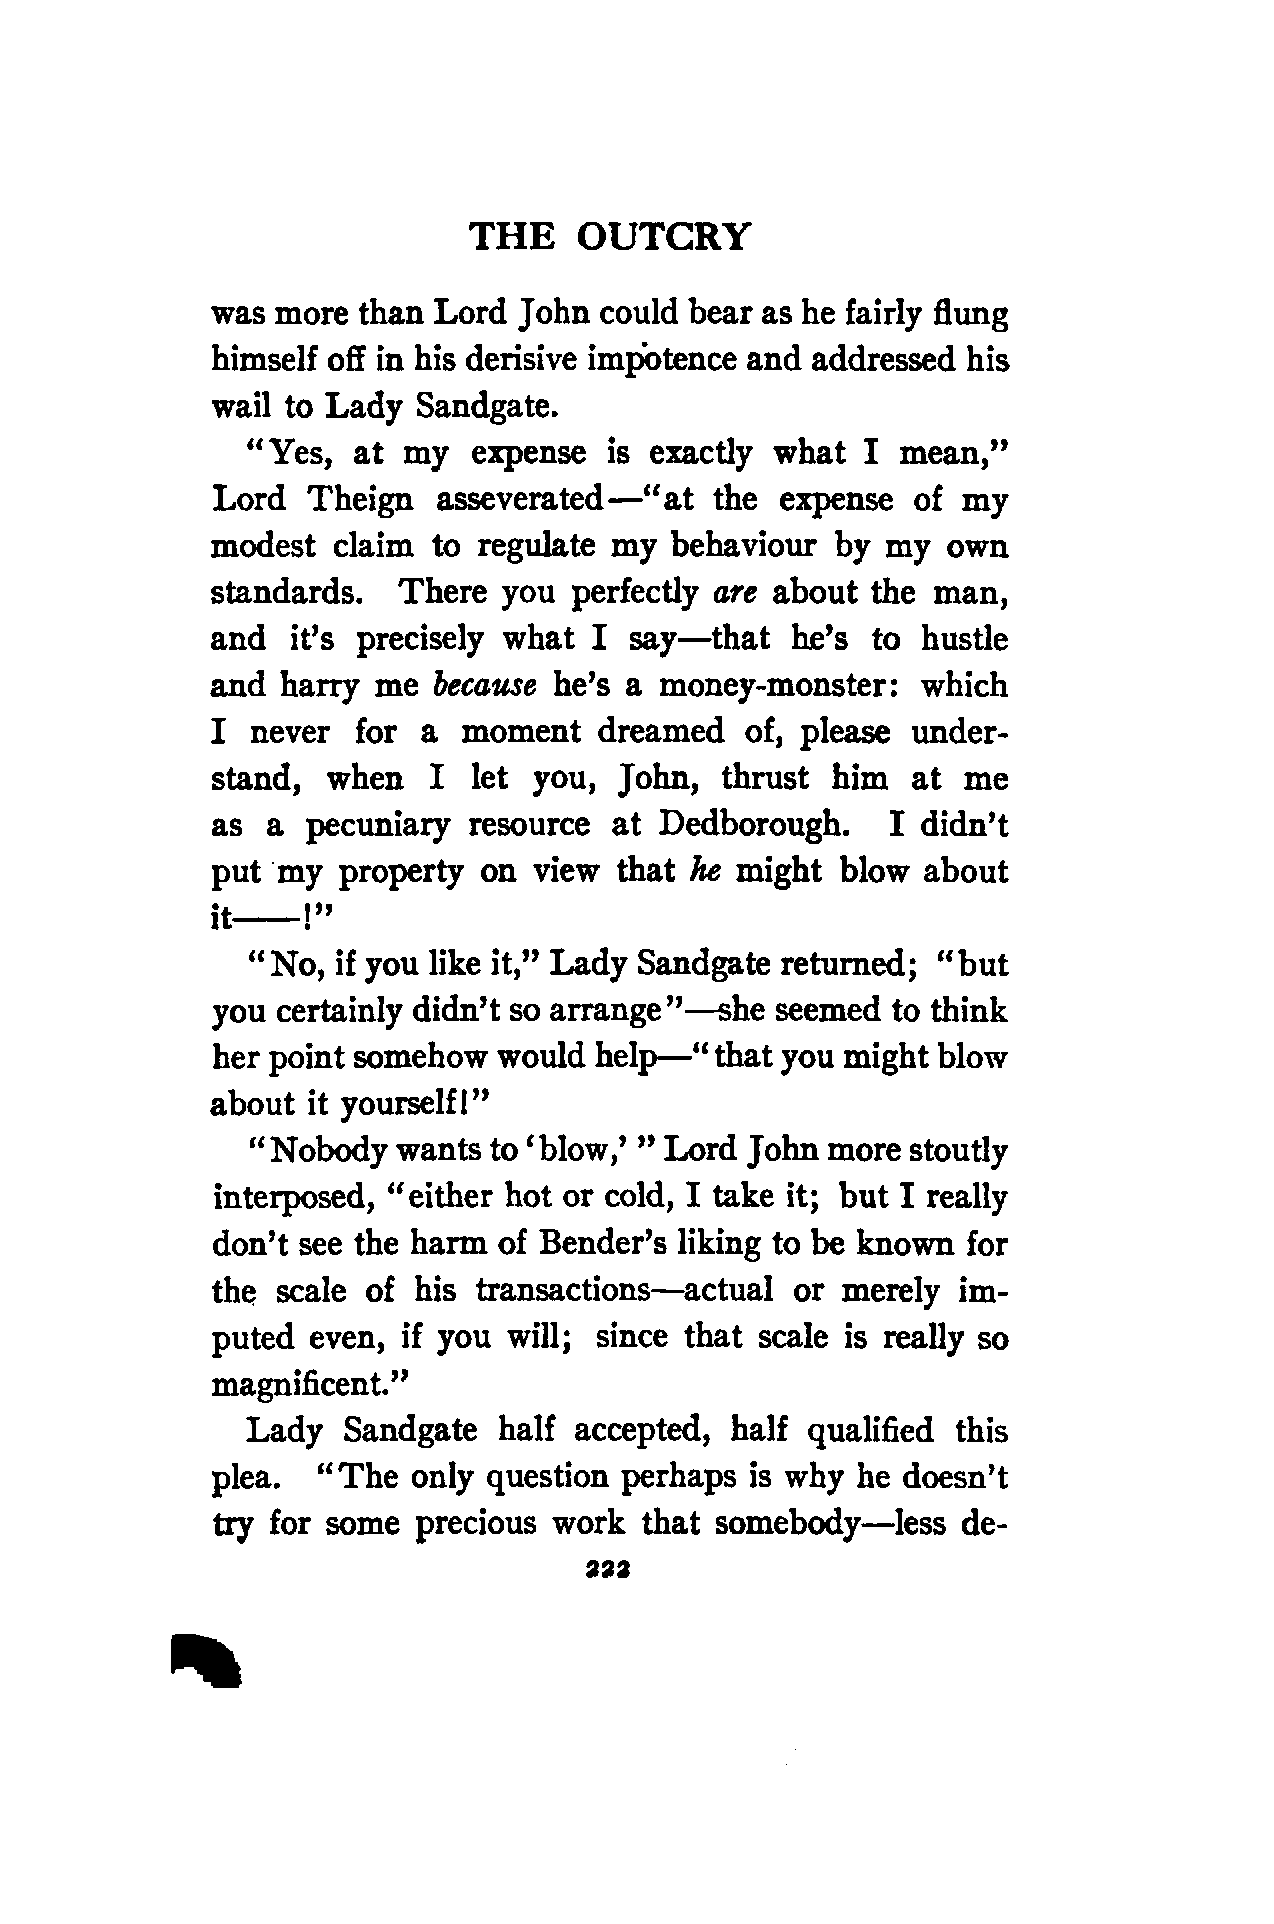 THE OUTCRY
was more than Lord John could bear as he fairly flung
himself off in his derisive impotence and addressed his
wail to Lady Sandgate.
“Yes, at my expense is exactly what I mean,”
Lord Theign asseverated—“at the expense of my
modest claim to regulate my behaviour by my own
standards. There you perfectly are about the man,
and it’s precisely what I say—that he’s to hustle
and harry me because he’s a money-monster: which
I never for a moment dreamed of, please under-
stand, when I let you, John, thrust him at me
as a pecuniary resource at Dedborough. I didn’t
put my property on view that he might blow about
it——!”
“No, if you like it,” Lady Sandgate returned; “but
you certainly didn’t so arrange”—she seemed to think
her point somehow would help—“that you might blow
about it yourself!”
“Nobody wants to ‘blow,’ ” Lord John more stoutly
interposed, “either hot or cold, I take it; but I really
don’t see the harm of Bender’s liking to be known for
the scale of his transactions—actual or merely im-
puted even, if you will; since that scale is really so
magnificent.”
Lady Sandgate half accepted, half qualified this
plea. “The only question perhaps is why he doesn’t
try for some precious work that somebody—less de-
222